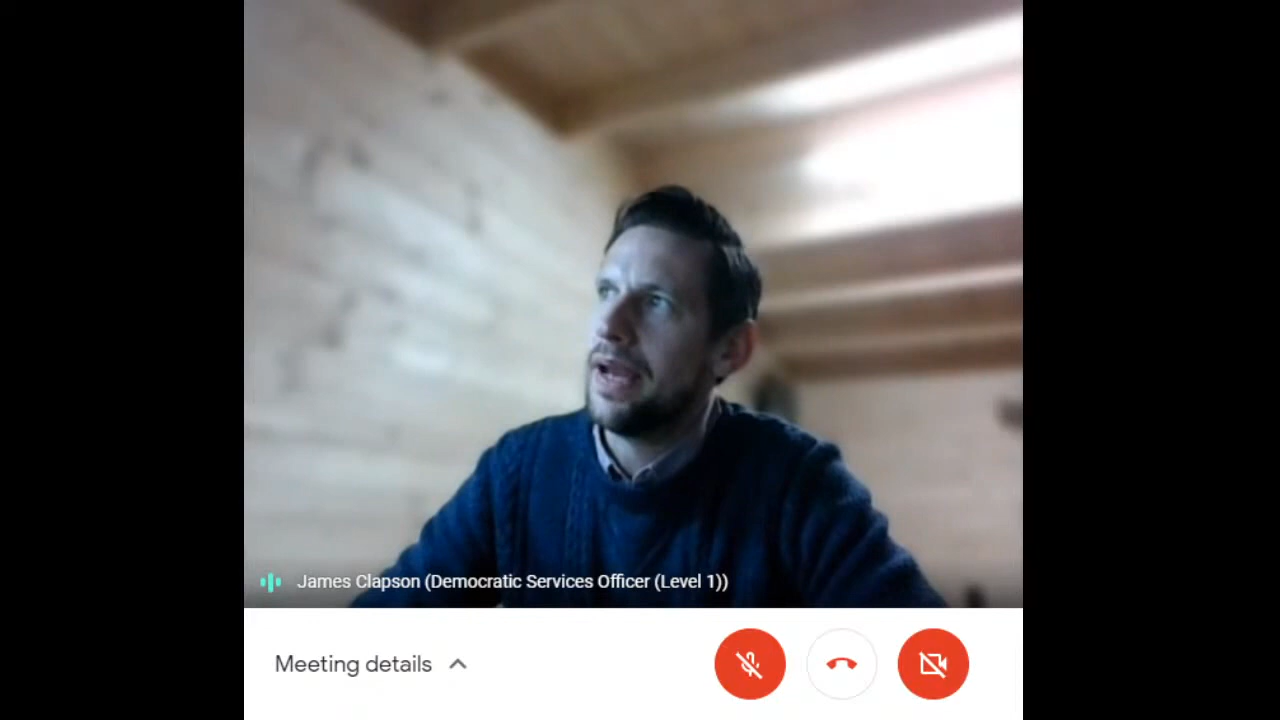 James Clapson (Democratic Services Officer (Level 1))
Meeting details